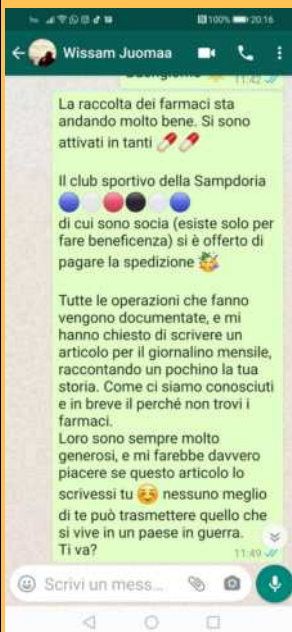 100% 20:16
Wissam Juomaa
11:42
La raccolta dei farmaci sta
andando molto bene. Si sono
attivati in tanti
Il club sportivo della Sampdoria
di cui sono socia (esiste solo per
fare beneficenza) si è offerto di
pagare la spedizione
Tutte le operazioni che fanno
vengono documentate, e mi
hanno chiesto di scrivere un
articolo per il giornalino mensile,
raccontando un pochino la tua
storia. Come ci siamo conosciuti
e in breve il perché non trovi i
farmaci.
Loro sono sempre molto
generosi, e mi farebbe davvero
piacere se questo articolo lo
scrivessi tu nessuno meglio
di te può trasmettere quello che
si vive in un paese in guerra.
Ti va?
11:49
Scrivi un mess...